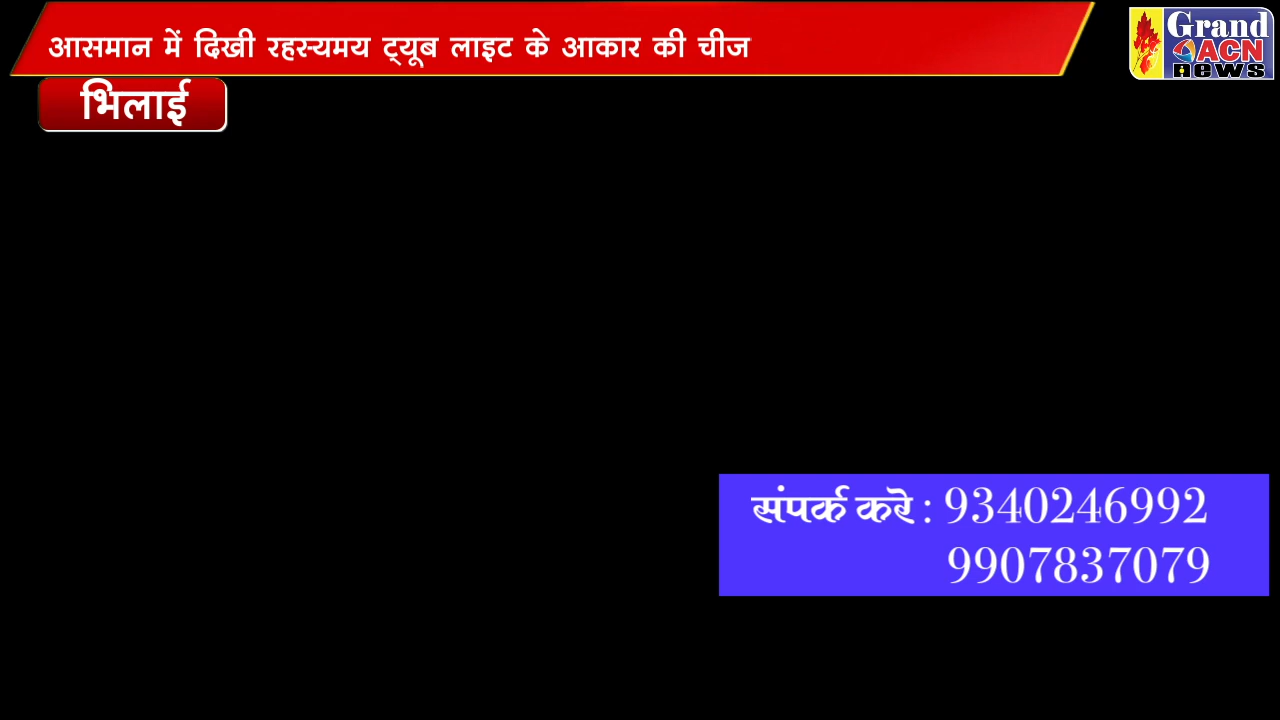 आसमान में दिखी रहस्यमय ट्यूब लाइट के आकार की चीज
Grand
ACN
news
भिलाई
संपर्क करे : 9340246992
9907837079